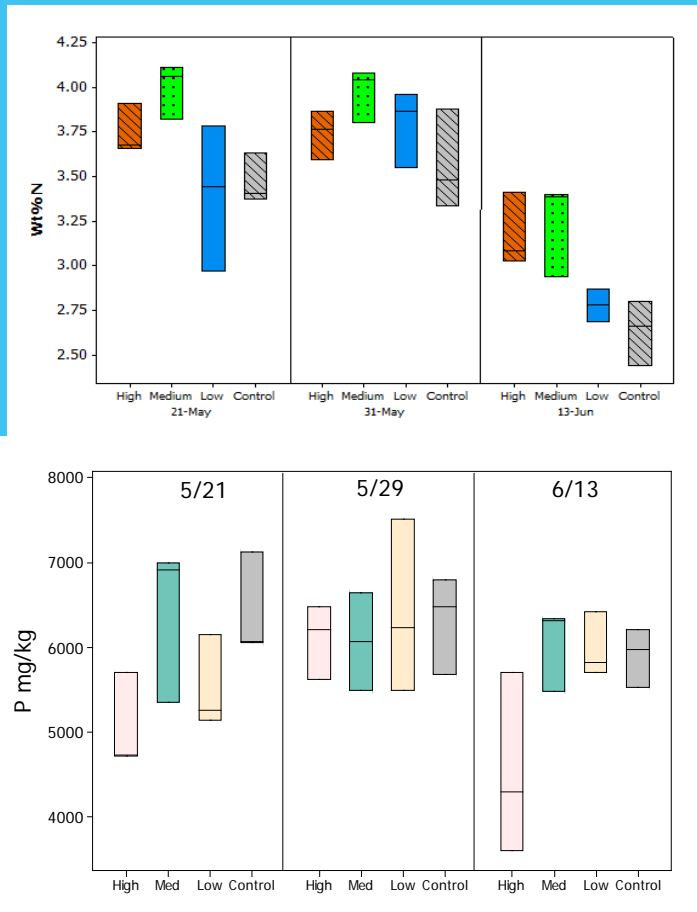 4.25
4.00
3.75
3.50
3.25
3.00
2.75
2.50
Wt%N
High Medium Low Control High Medium Low Control High Medium Low Control
21-May 31-May 13-Jun
8000
7000
6000
5000
4000
P mg/kg
5/21 5/29 6/13
High Med Low Control High Med Low Control High Med Low Control